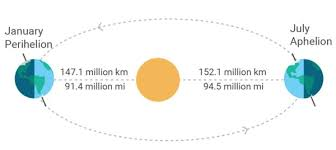 January
Perihelion
July
Aphelion
147.1 million km
91.4 million mi
152.1 million km
94.5 million mi